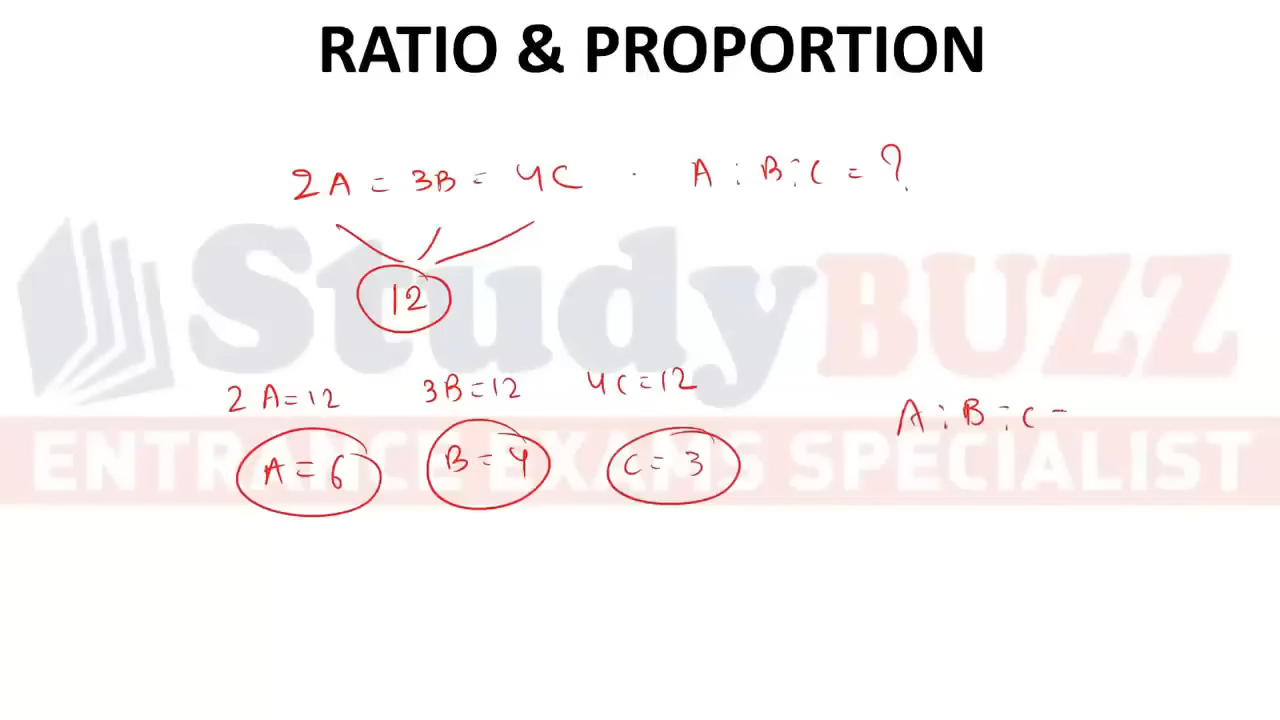 RATIO & PROPORTION
2A = 3B = 4C . A : B : C = ?
12
2A=12 3B=12 4C=12
A : B : C =
A = 6 B = 4 C = 3
StudyBUZZ
ENTRANCE EXAMS SPECIALIST